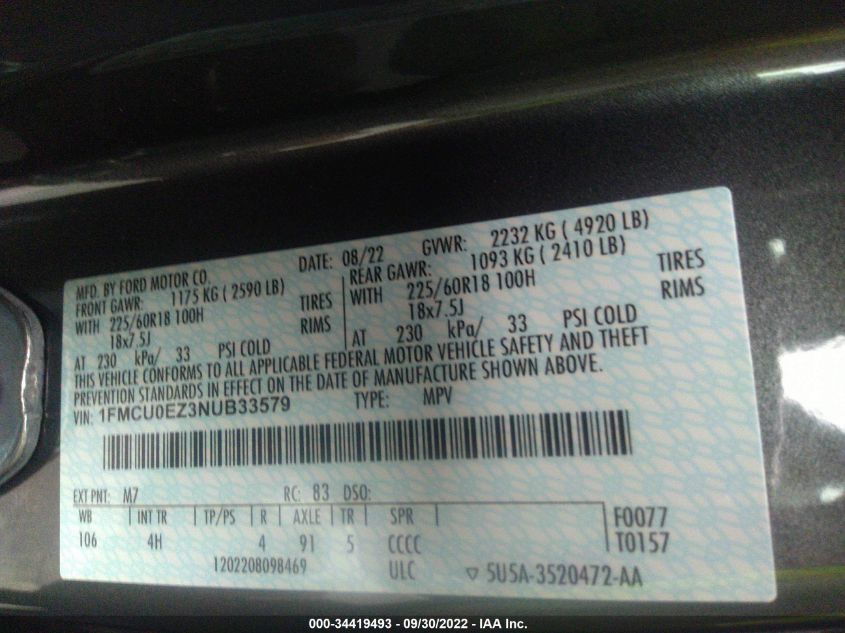 MFD. BY FORD MOTOR CO. DATE: 08/22 GVWR: 2232 KG ( 4920 LB)
FRONT GAWR: 1175 KG ( 2590 LB) REAR GAWR: 1093 KG ( 2410 LB)
WITH 225/60R18 100H TIRES WITH 225/60R18 100H TIRES
18x7.5J RIMS 18x7.5J RIMS
AT 230 kPa/ 33 PSI COLD AT 230 kPa/ 33 PSI COLD
THIS VEHICLE CONFORMS TO ALL APPLICABLE FEDERAL MOTOR VEHICLE SAFETY AND THEFT
PREVENTION STANDARDS IN EFFECT ON THE DATE OF MANUFACTURE SHOWN ABOVE.
VIN: 1FMCU0EZ3NUB33579 TYPE: MPV
EXT PNT: M7 RC: 83 DSO:
WB | INT TR | TP/PS | R | AXLE | TR | SPR | F0077
106 4H 4 91 5 CCCC T0157
1202208098469 ULC ▽ 5U5A-3520472-AA
000-34419493 - 09/30/2022 - IAA Inc.